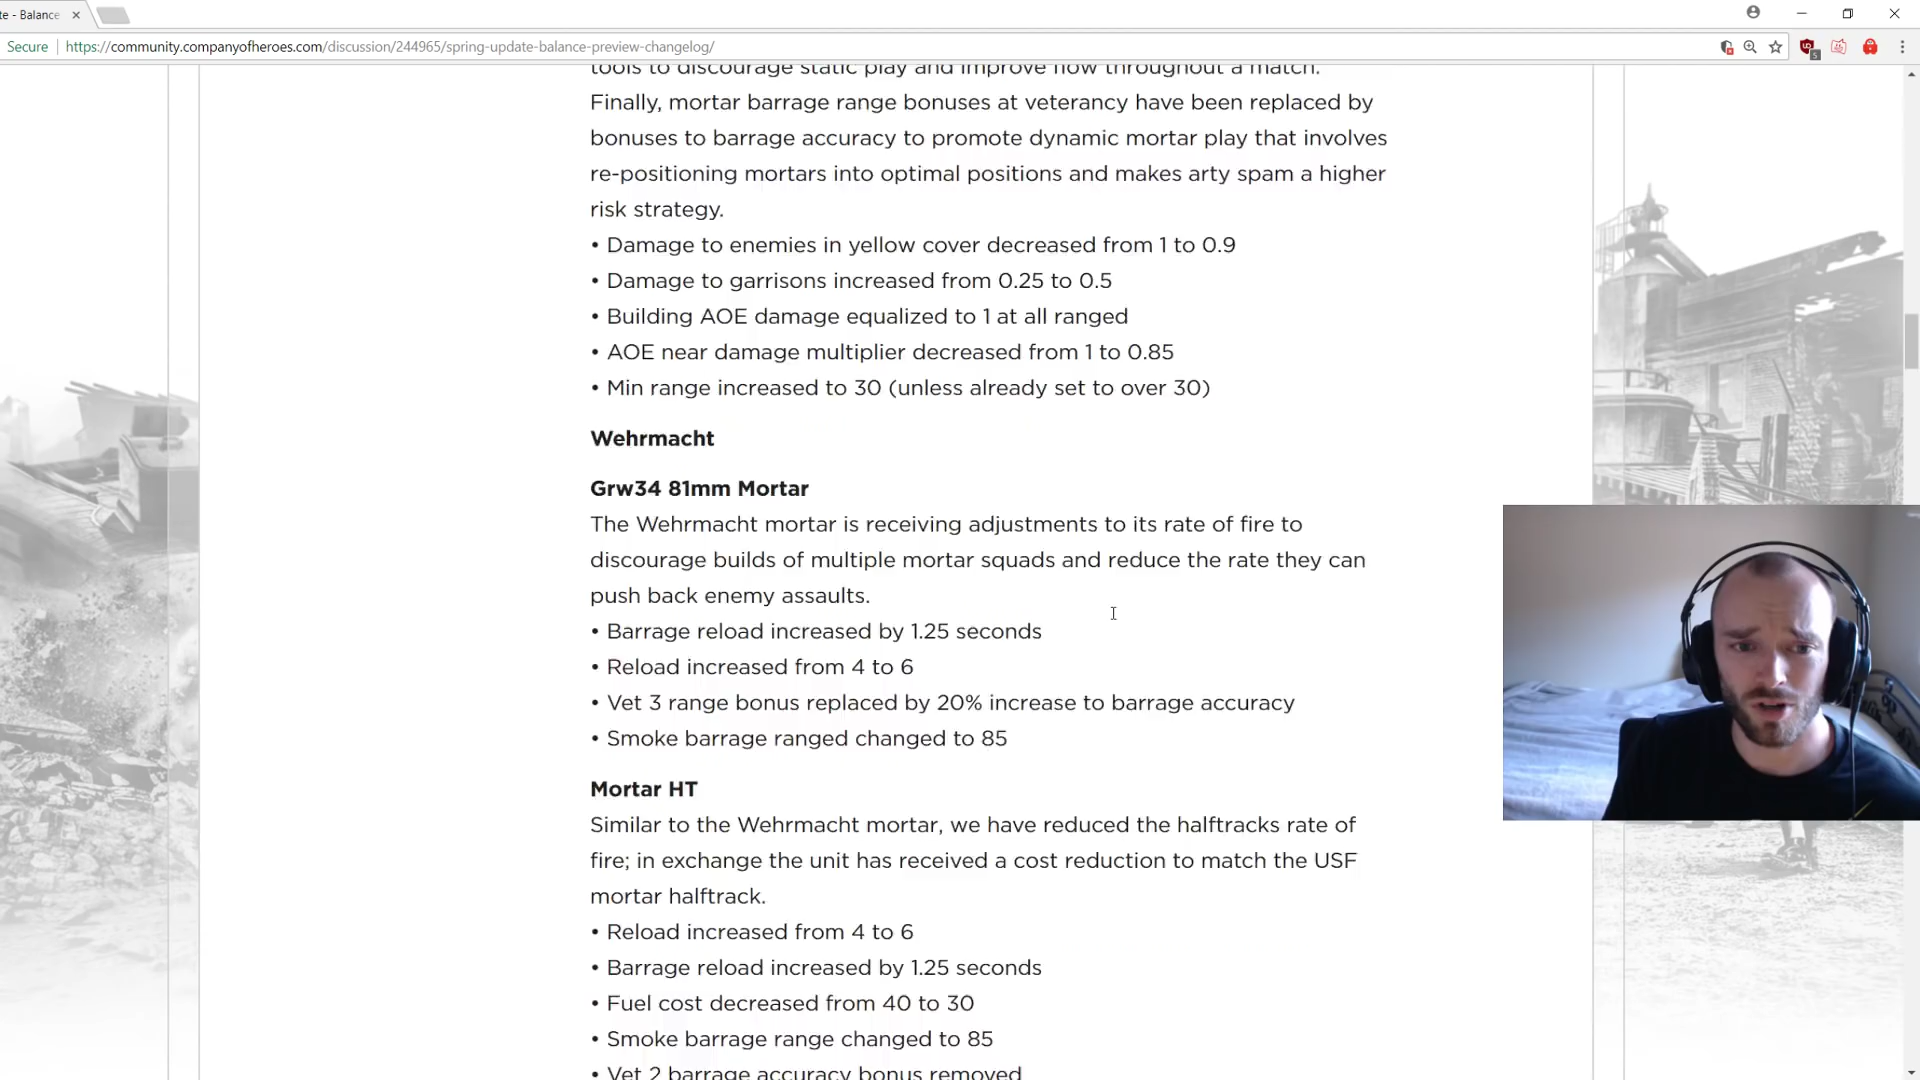 te - Balance
Secure
https://community.companyofheroes.com/discussion/244965/spring-update-balance-preview-changelog/
tools to discourage static play and improve flow throughout a match.
Finally, mortar barrage range bonuses at veterancy have been replaced by
bonuses to barrage accuracy to promote dynamic mortar play that involves
re-positioning mortars into optimal positions and makes arty spam a higher
risk strategy.
• Damage to enemies in yellow cover decreased from 1 to 0.9
• Damage to garrisons increased from 0.25 to 0.5
• Building AOE damage equalized to 1 at all ranged
• AOE near damage multiplier decreased from 1 to 0.85
• Min range increased to 30 (unless already set to over 30)
Wehrmacht
Grw34 81mm Mortar
The Wehrmacht mortar is receiving adjustments to its rate of fire to
discourage builds of multiple mortar squads and reduce the rate they can
push back enemy assaults.
• Barrage reload increased by 1.25 seconds
• Reload increased from 4 to 6
• Vet 3 range bonus replaced by 20% increase to barrage accuracy
• Smoke barrage ranged changed to 85
Mortar HT
Similar to the Wehrmacht mortar, we have reduced the halftracks rate of
fire; in exchange the unit has received a cost reduction to match the USF
mortar halftrack.
• Reload increased from 4 to 6
• Barrage reload increased by 1.25 seconds
• Fuel cost decreased from 40 to 30
• Smoke barrage range changed to 85
• Vet 2 barrage accuracy bonus removed